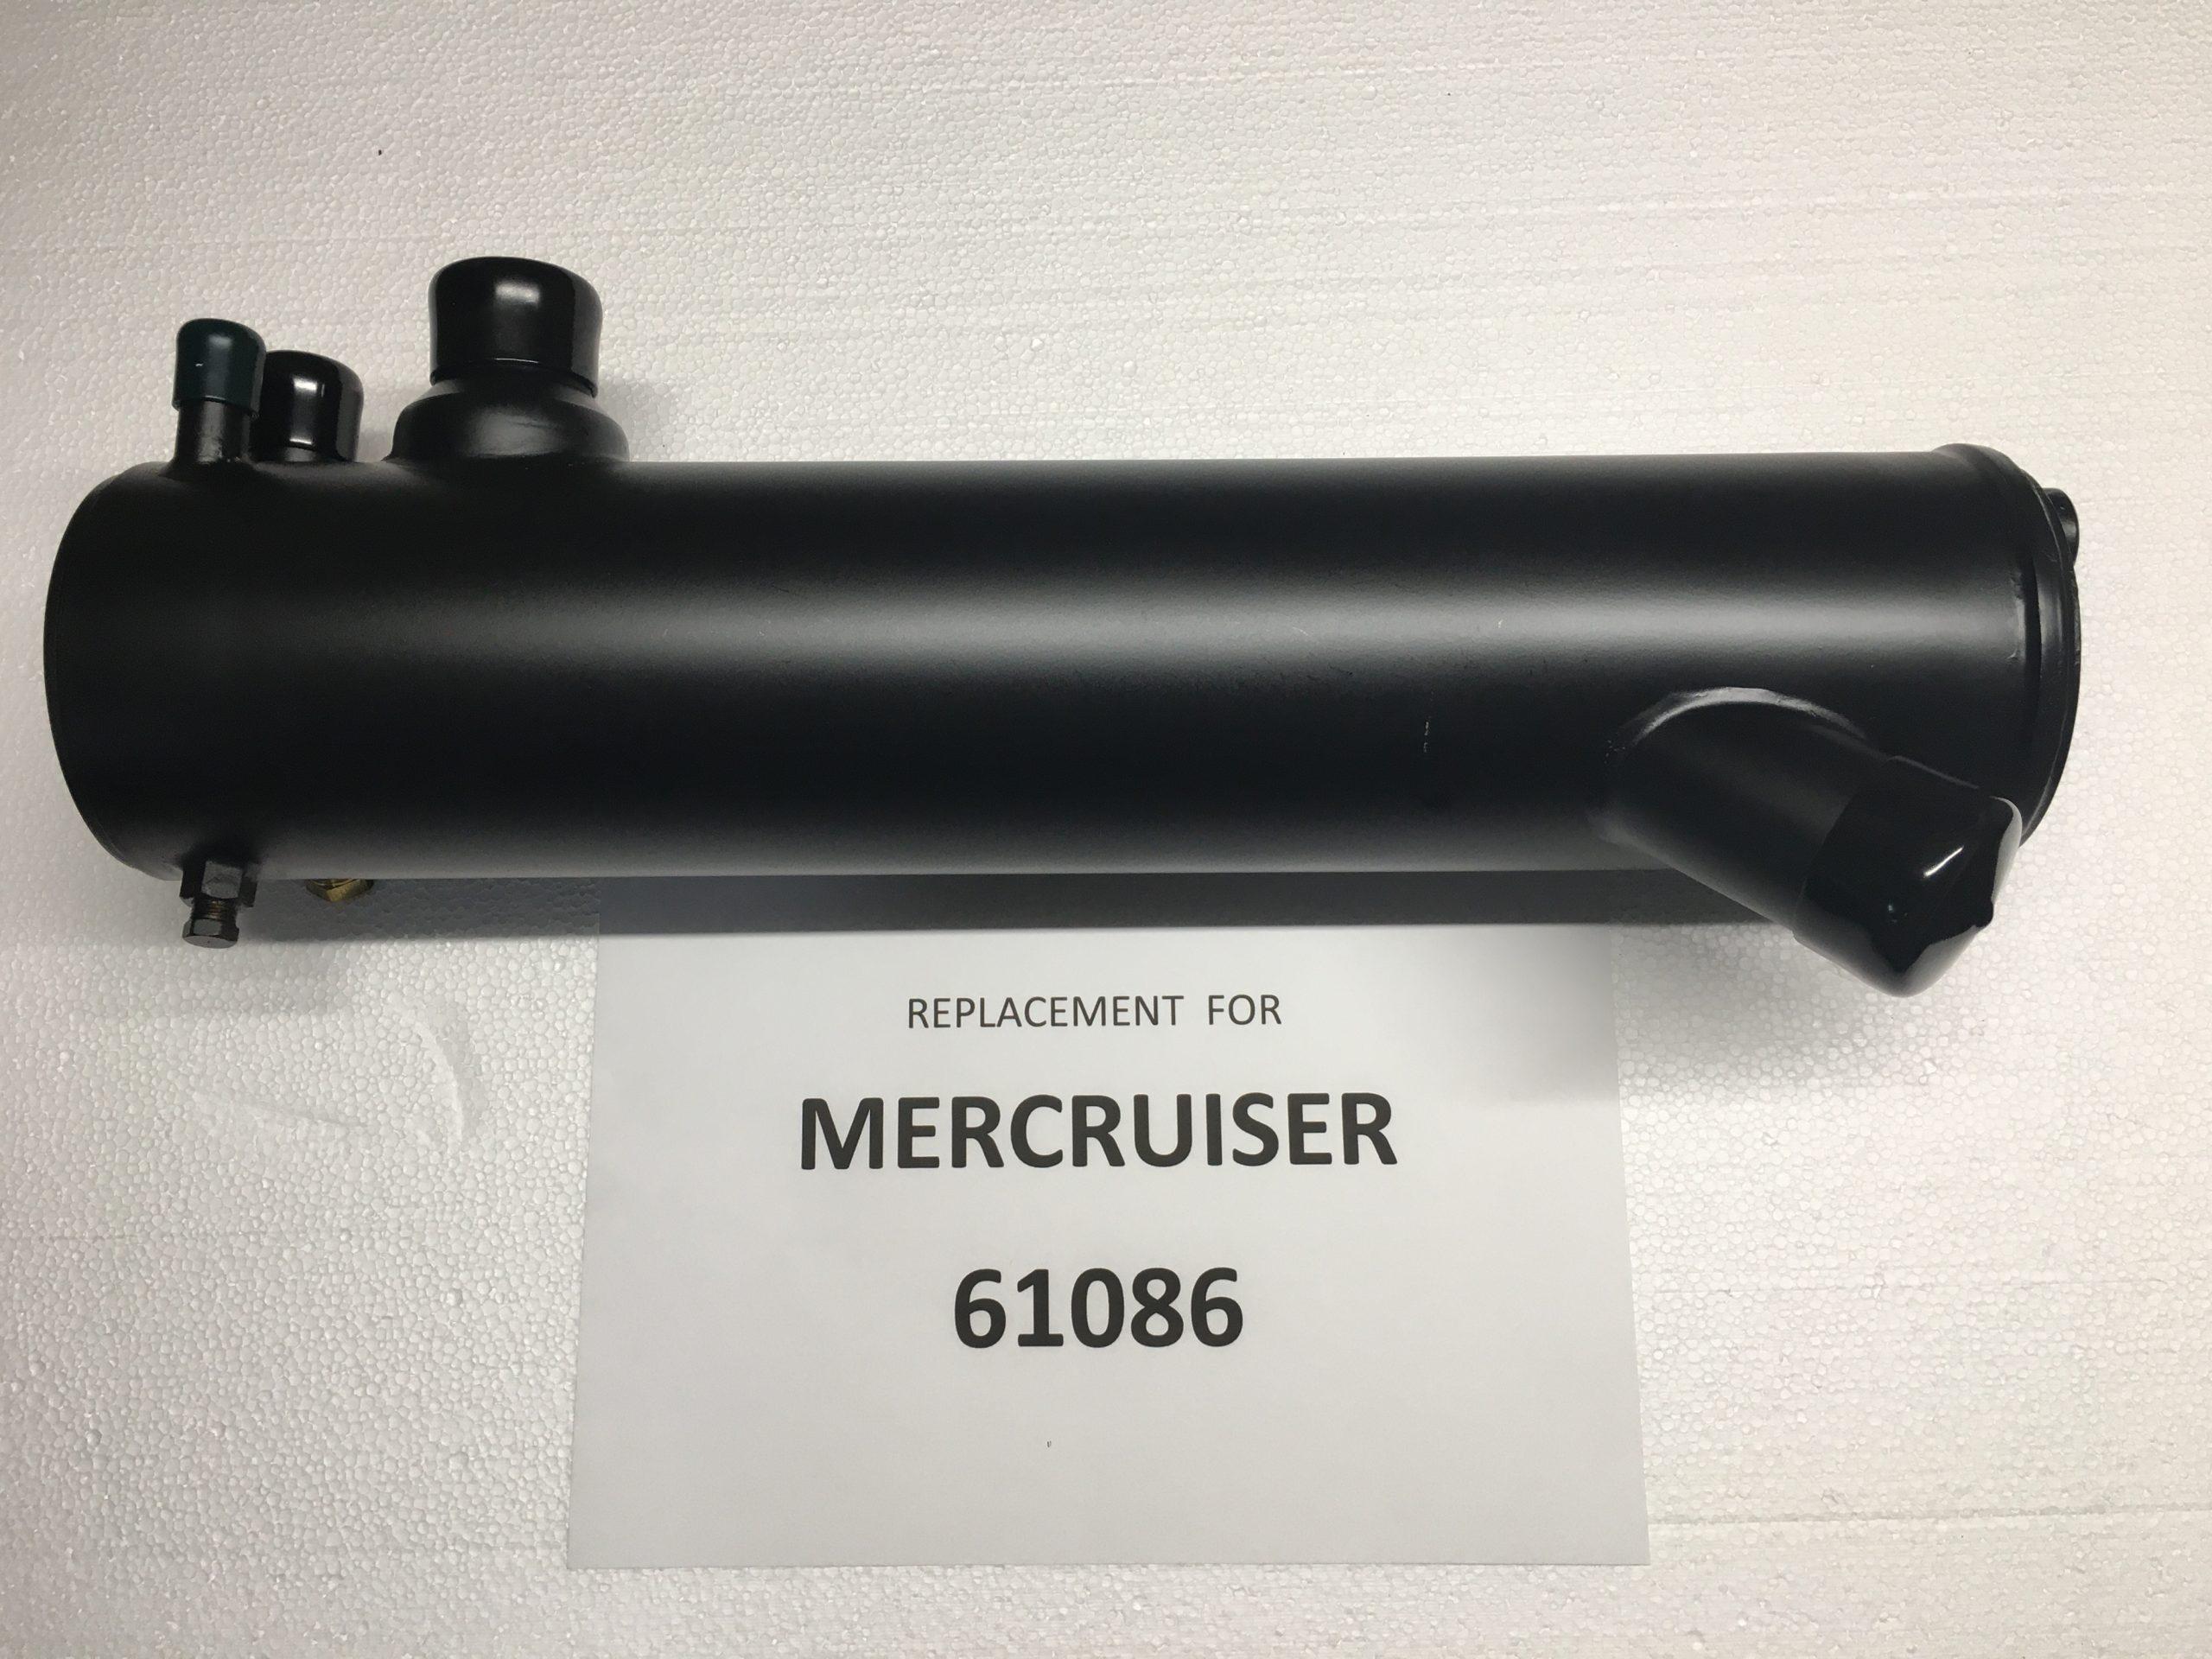 REPLACEMENT FOR
MERCRUISER
61086